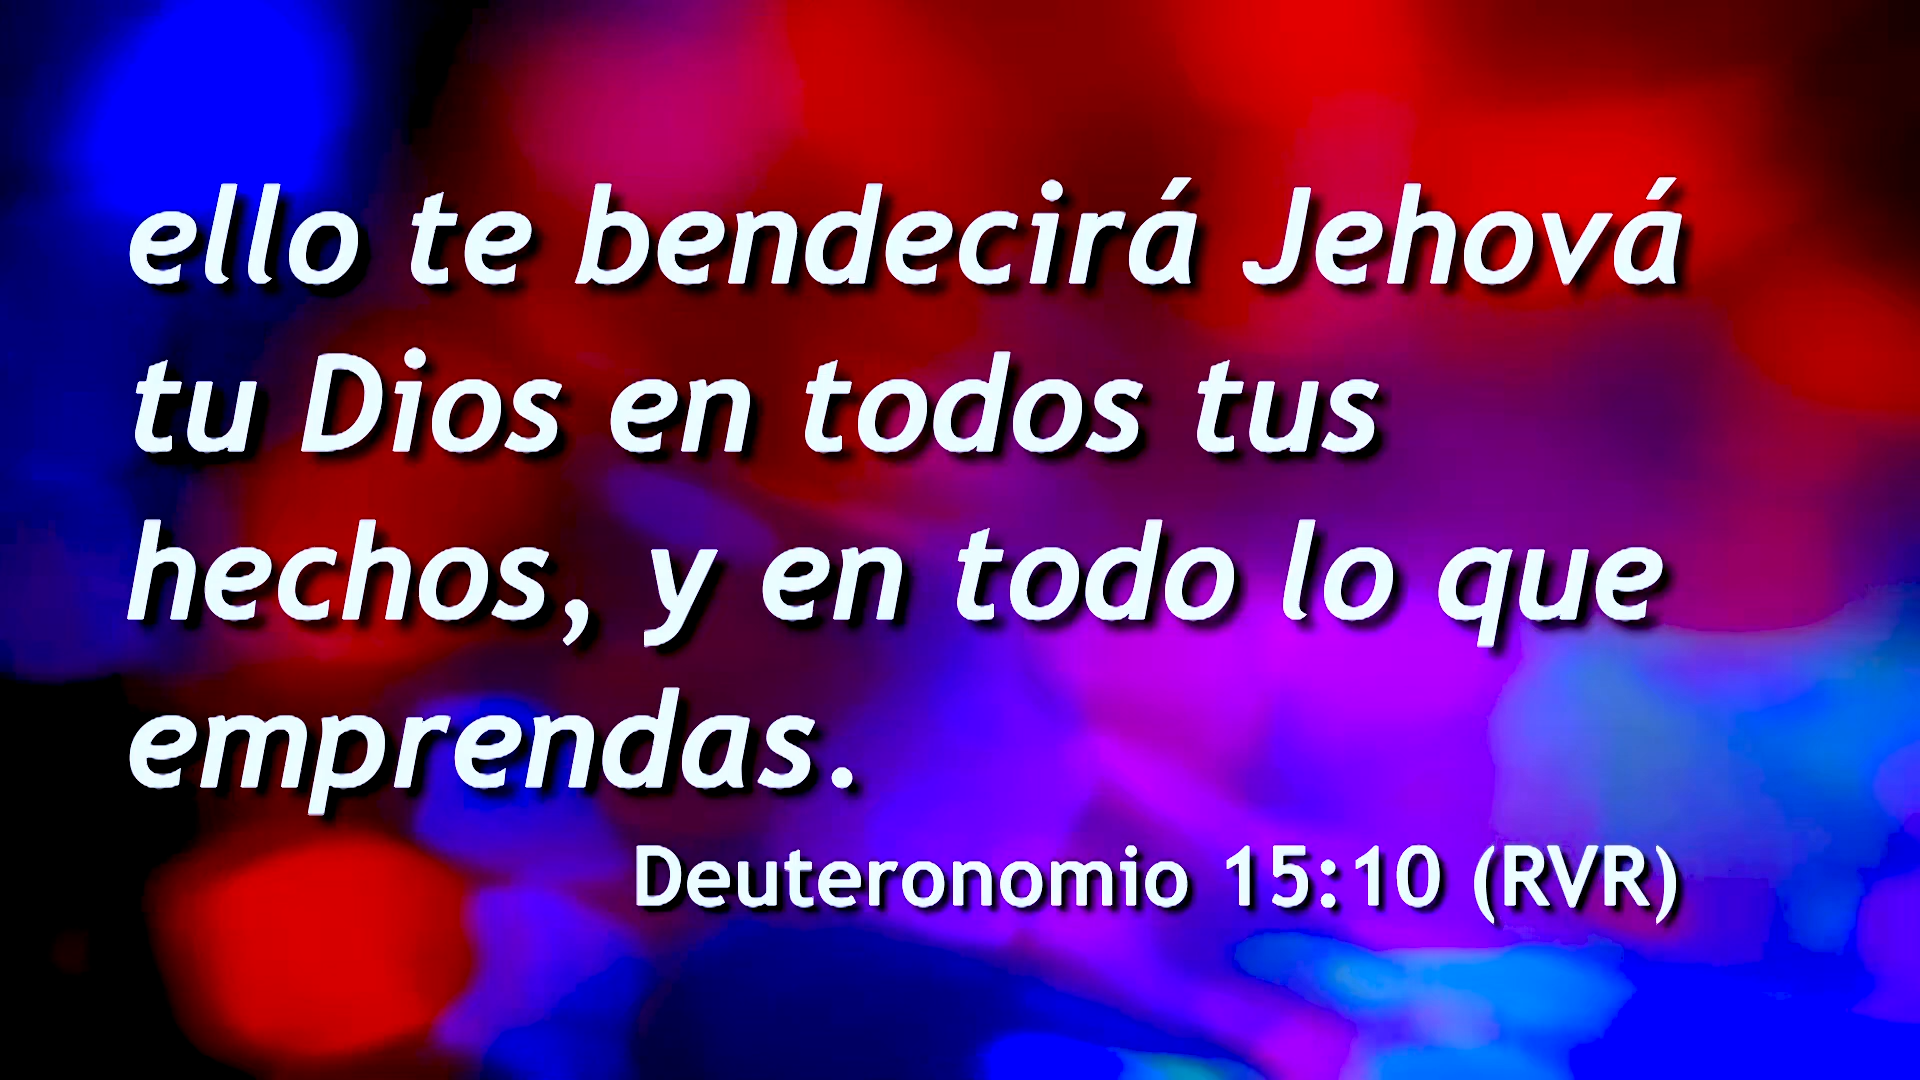 ello te bendecirá Jehová
tu Dios en todos tus
hechos, y en todo lo que
emprendas.
Deuteronomio 15:10 (RVR)